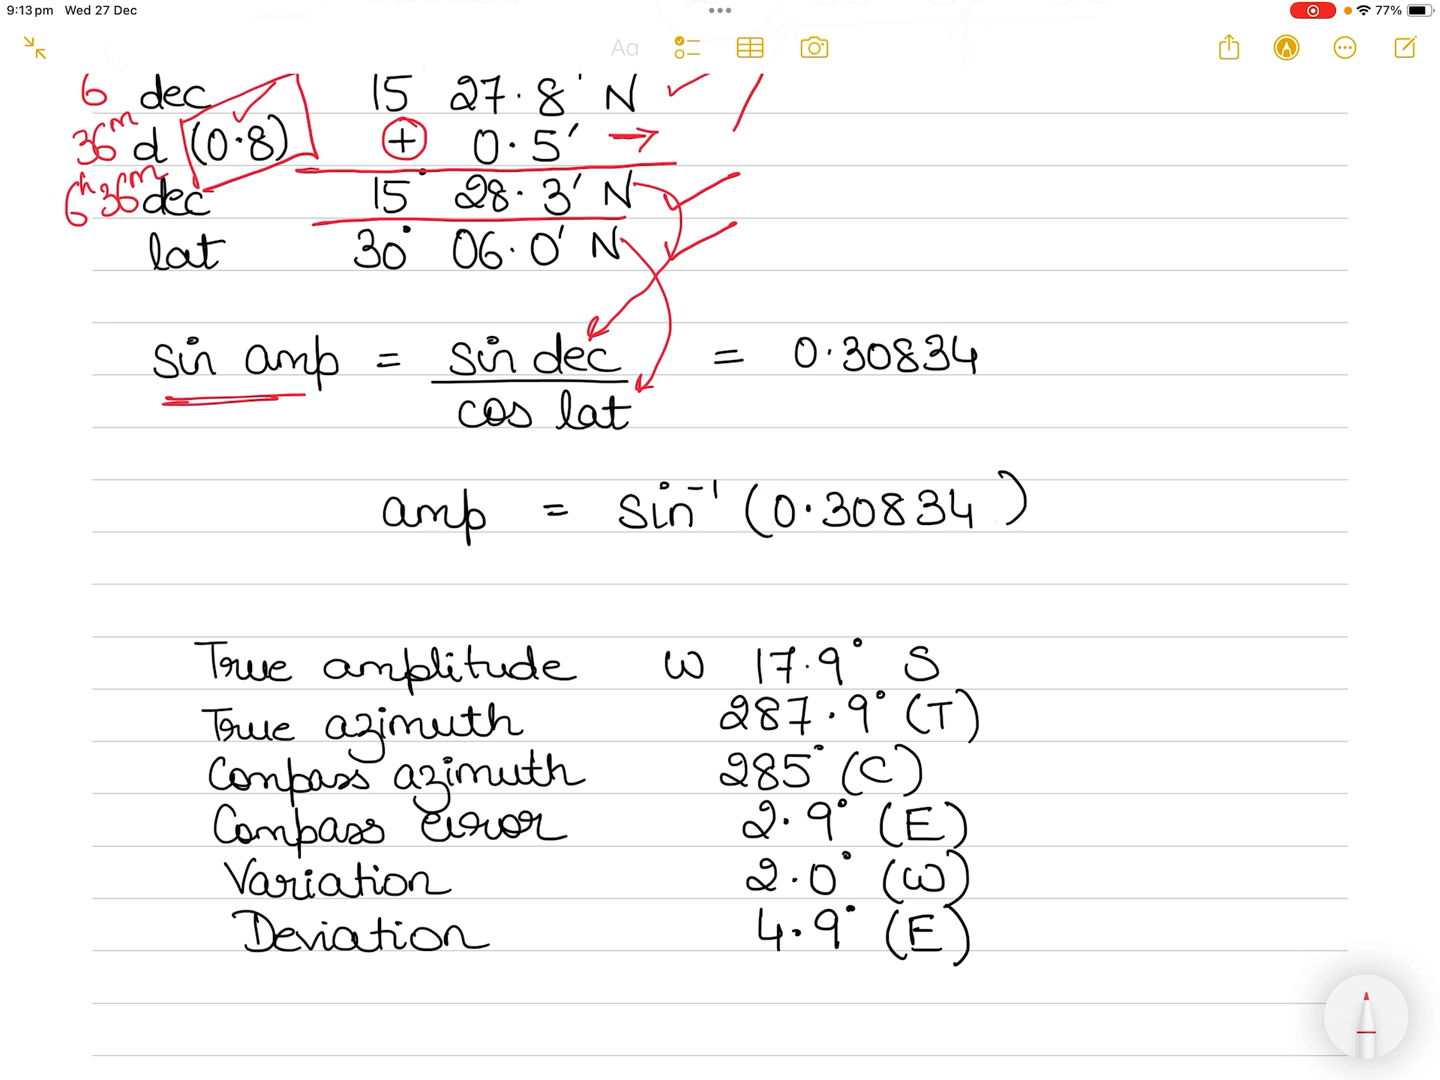 9:13 pm Wed 27 Dec
77%
Aa
6 dec 15 27.8' N
36m d (0.8) + 0.5'
6h 36m dec 15° 28.3' N
lat 30° 06.0' N
sin amp = sin dec / cos lat = 0.30834
amp = sin⁻¹ (0.30834)
True amplitude W 17.9° S
True azimuth 287.9° (T)
Compass azimuth 285° (C)
Compass error 2.9° (E)
Variation 2.0° (W)
Deviation 4.9° (E)